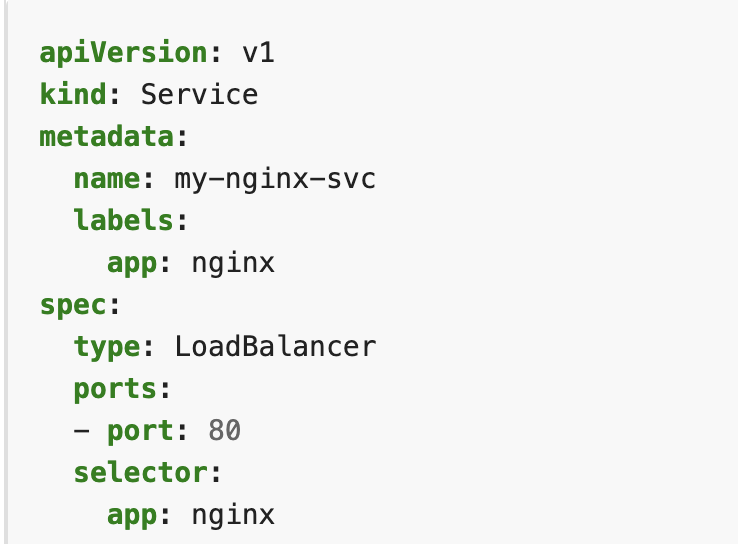 apiVersion: v1
kind: Service
metadata:
  name: my-nginx-svc
  labels:
    app: nginx
spec:
  type: LoadBalancer
  ports:
  - port: 80
  selector:
    app: nginx